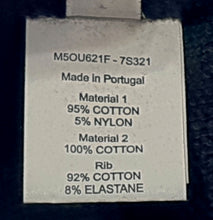 M5OU621F - 7S321
Made in Portugal
Material 1
95% COTTON
5% NYLON
Material 2
100% COTTON
Rib
92% COTTON
8% ELASTANE